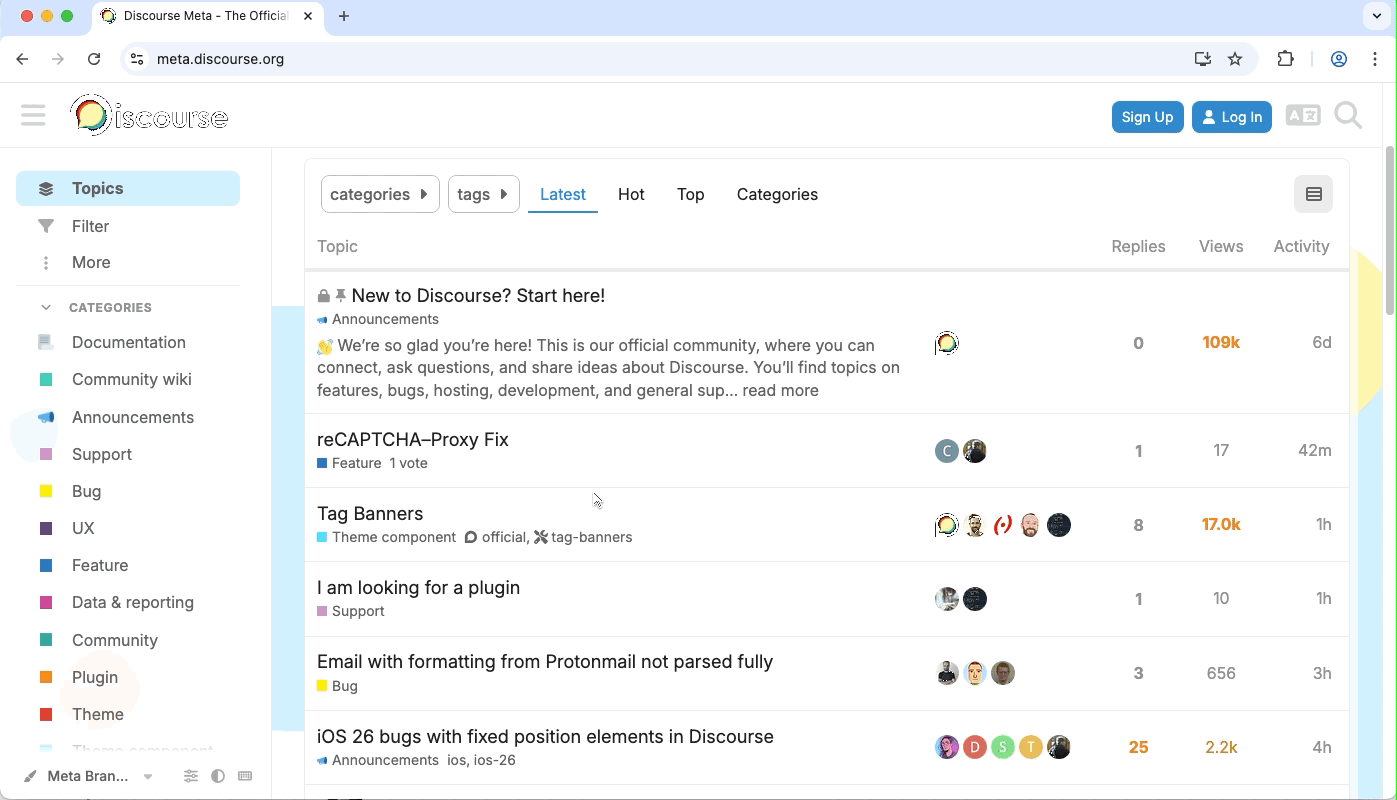 Discourse Meta - The Official
meta.discourse.org
iscourse
Sign Up
Log In
Topics
Filter
More
CATEGORIES
Documentation
Community wiki
Announcements
Support
Bug
UX
Feature
Data & reporting
Community
Plugin
Theme
Theme component
Meta Bran...
categories
tags
Latest
Hot
Top
Categories
Topic Replies Views Activity
New to Discourse? Start here!
Announcements
👋 We're so glad you're here! This is our official community, where you can
connect, ask questions, and share ideas about Discourse. You'll find topics on
features, bugs, hosting, development, and general sup... read more
0 109k 6d
reCAPTCHA–Proxy Fix
Feature 1 vote
C
1 17 42m
Tag Banners
Theme component official, tag-banners
8 17.0k 1h
I am looking for a plugin
Support
1 10 1h
Email with formatting from Protonmail not parsed fully
Bug
3 656 3h
iOS 26 bugs with fixed position elements in Discourse
Announcements ios, ios-26
D S T
25 2.2k 4h